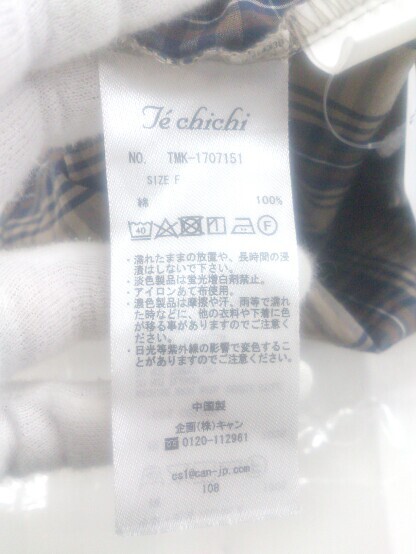 Té chichi
NO. TMK-1707151
SIZE F
綿 100%
40
F
・濡れたままの放置や、長時間の浸
漬はしないで下さい。
・淡色製品は蛍光増白剤禁止。
・アイロンあて布使用。
・濃色製品は摩擦や汗、雨等で濡れ
た時などに、他の衣料や下着に色
が移る事がありますのでご注意くだ
さい。
・日光等紫外線の影響で変色するこ
とがありますのでご注意ください。
中国製
企画(株)キャン
0120-112961
csf@can-jp.com
108